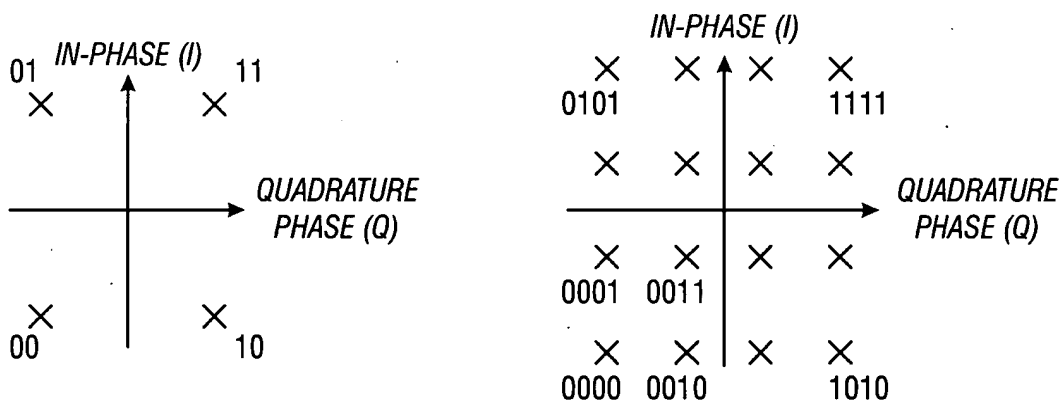 IN-PHASE (I)
01
11
QUADRATURE
PHASE (Q)
00
10
IN-PHASE (I)
0101
1111
QUADRATURE
PHASE (Q)
0001 0011
0000 0010
1010